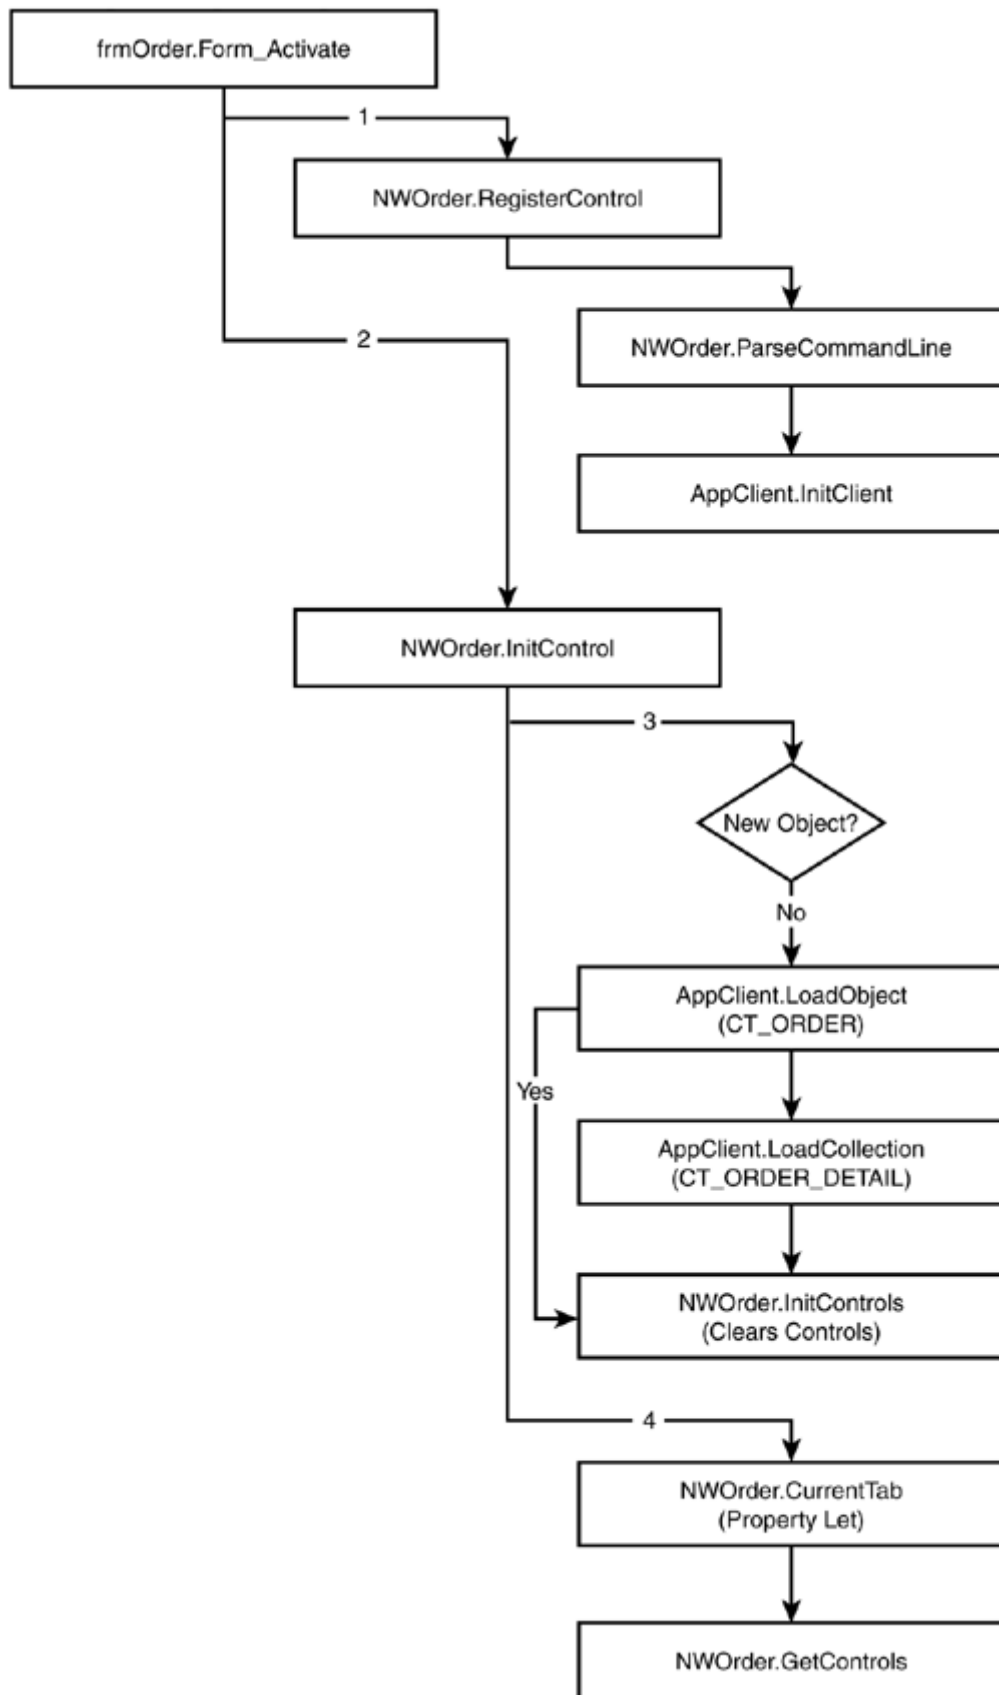 frmOrder.Form_Activate
1
NWOrder.RegisterControl
2
NWOrder.ParseCommandLine
AppClient.InitClient
NWOrder.InitControl
3
New Object?
No
AppClient.LoadObject
(CT_ORDER)
Yes
AppClient.LoadCollection
(CT_ORDER_DETAIL)
NWOrder.InitControls
(Clears Controls)
4
NWOrder.CurrentTab
(Property Let)
NWOrder.GetControls